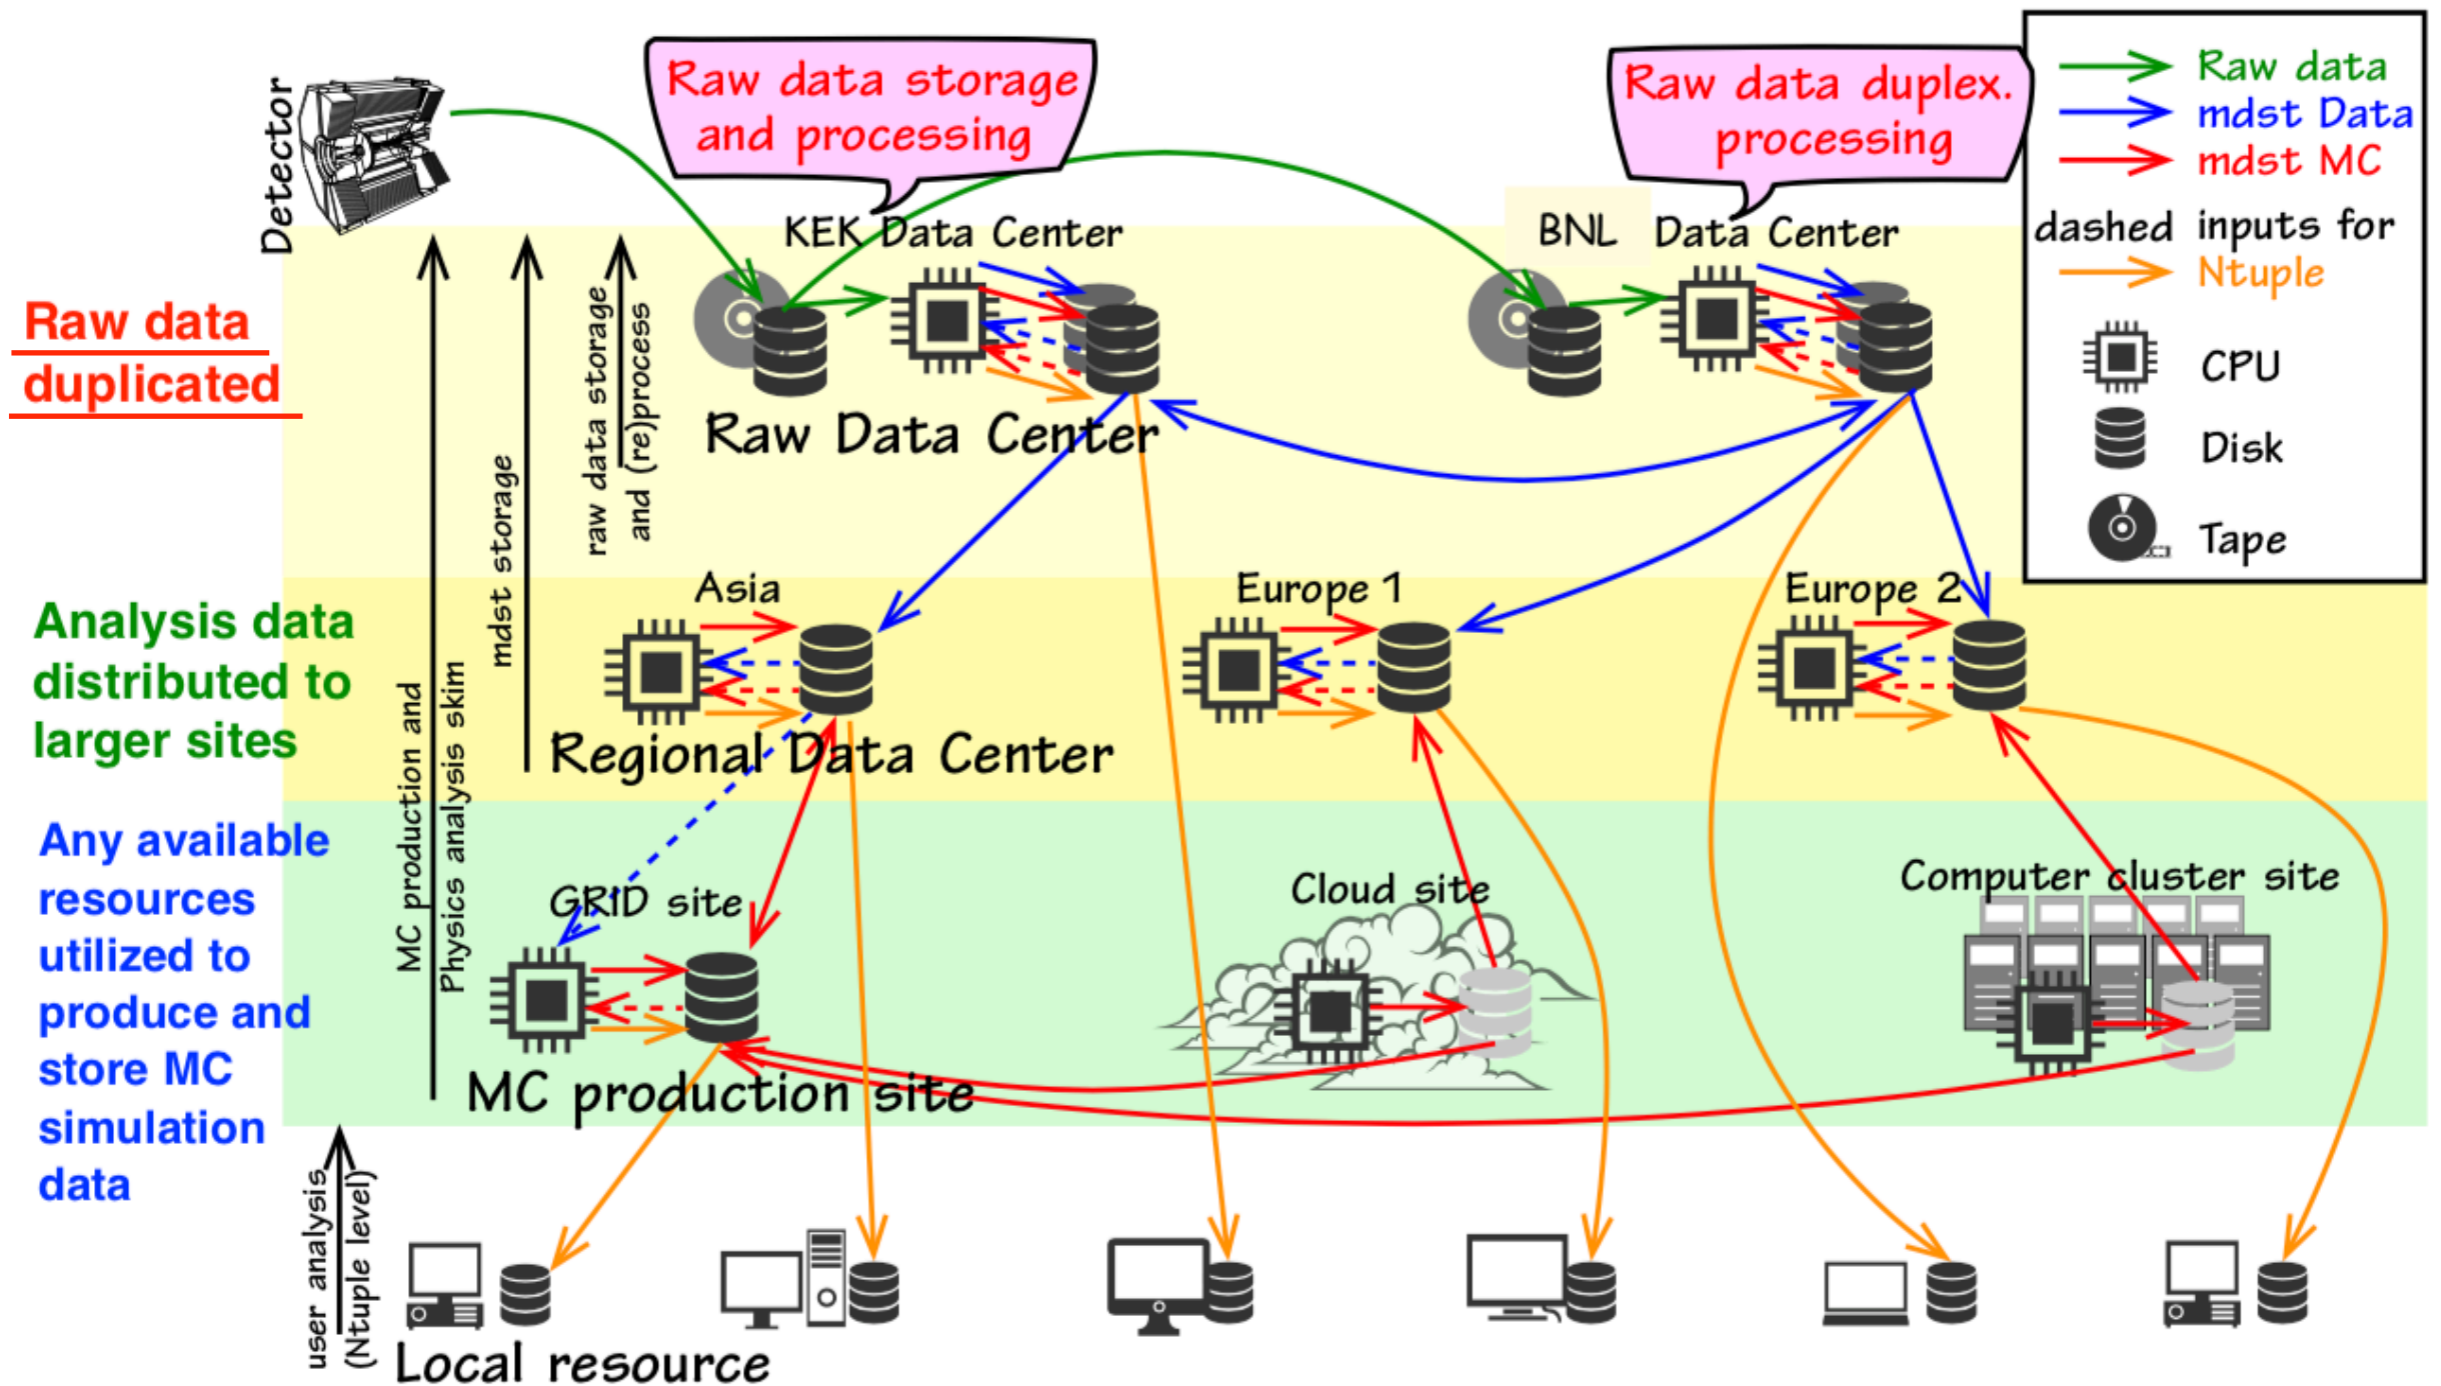 Detector
Raw data storage
and processing
Raw data duplex.
processing
Raw data
mdst Data
mdst MC
dashed inputs for
Ntuple
CPU
Disk
Tape
KEK Data Center
BNL Data Center
Raw data
duplicated
raw data storage
and (re)process
Raw Data Center
mdst storage
Asia
Europe 1
Europe 2
Analysis data
distributed to
larger sites
Regional Data Center
MC production and
Physics analysis skim
Any available
resources
utilized to
produce and
store MC
simulation
data
GRID site
Cloud site
Computer cluster site
MC production site
user analysis
(Ntuple level)
Local resource